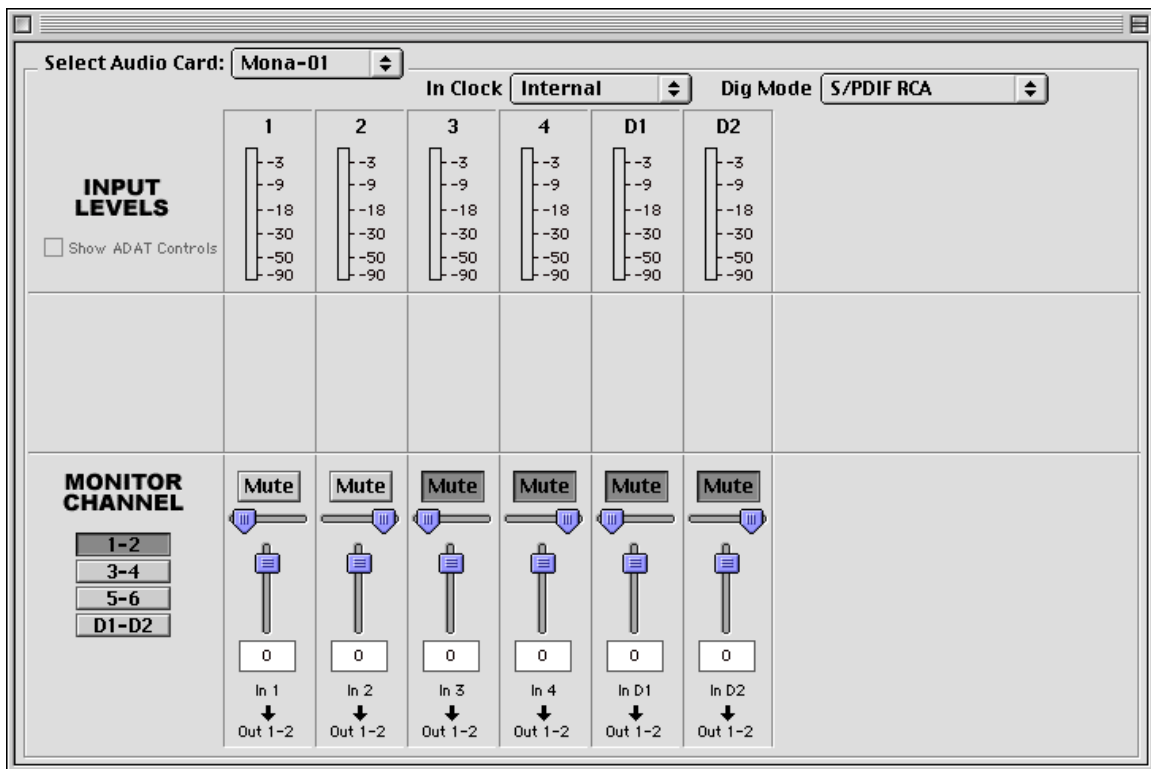 Select Audio Card: Mona-01
In Clock Internal Dig Mode S/PDIF RCA
1 2 3 4 D1 D2
INPUT
LEVELS
Show ADAT Controls
-3 -3 -3 -3 -3 -3
-9 -9 -9 -9 -9 -9
-18 -18 -18 -18 -18 -18
-30 -30 -30 -30 -30 -30
-50 -50 -50 -50 -50 -50
-90 -90 -90 -90 -90 -90
MONITOR
CHANNEL
Mute Mute Mute Mute Mute Mute
1-2
3-4
5-6
D1-D2
0 0 0 0 0 0
In 1 In 2 In 3 In 4 In D1 In D2
Out 1-2 Out 1-2 Out 1-2 Out 1-2 Out 1-2 Out 1-2